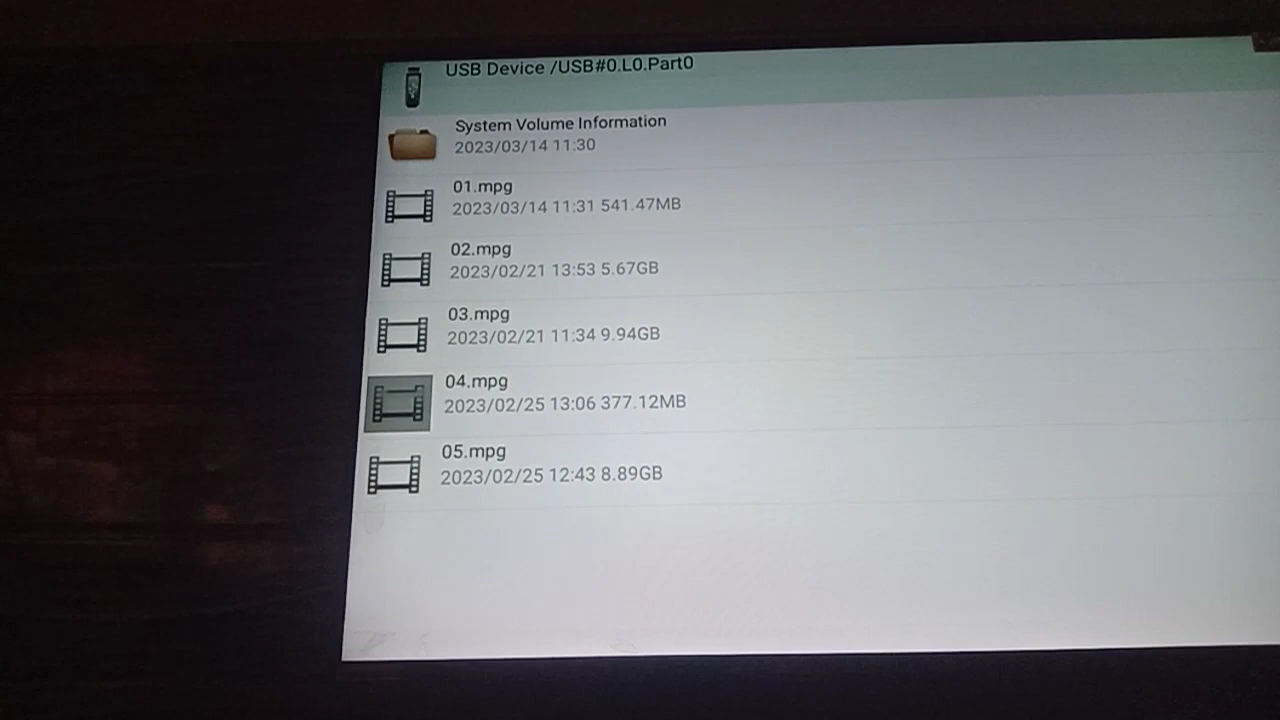 USB Device /USB#0.L0.Part0
System Volume Information
2023/03/14 11:30
01.mpg
2023/03/14 11:31 541.47MB
02.mpg
2023/02/21 13:53 5.67GB
03.mpg
2023/02/21 11:34 9.94GB
04.mpg
2023/02/25 13:06 377.12MB
05.mpg
2023/02/25 12:43 8.89GB